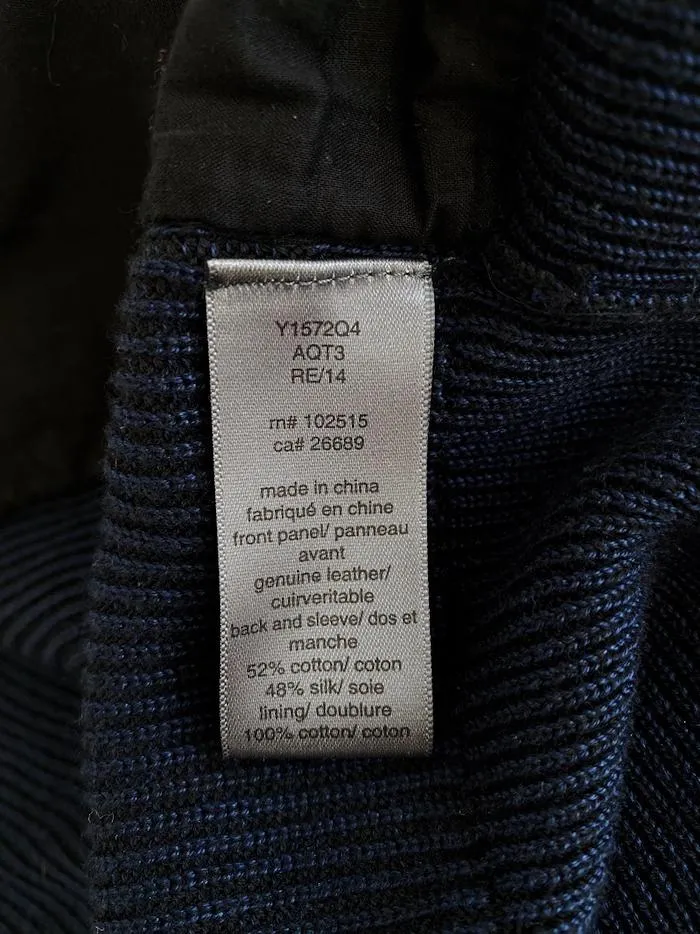 Y1572Q4
AQT3
RE/14
rn# 102515
ca# 26689
made in china
fabriqué en chine
front panel/ panneau
avant
genuine leather/
cuirveritable
back and sleeve/ dos et
manche
52% cotton/ coton
48% silk/ soie
lining/ doublure
100% cotton/ coton